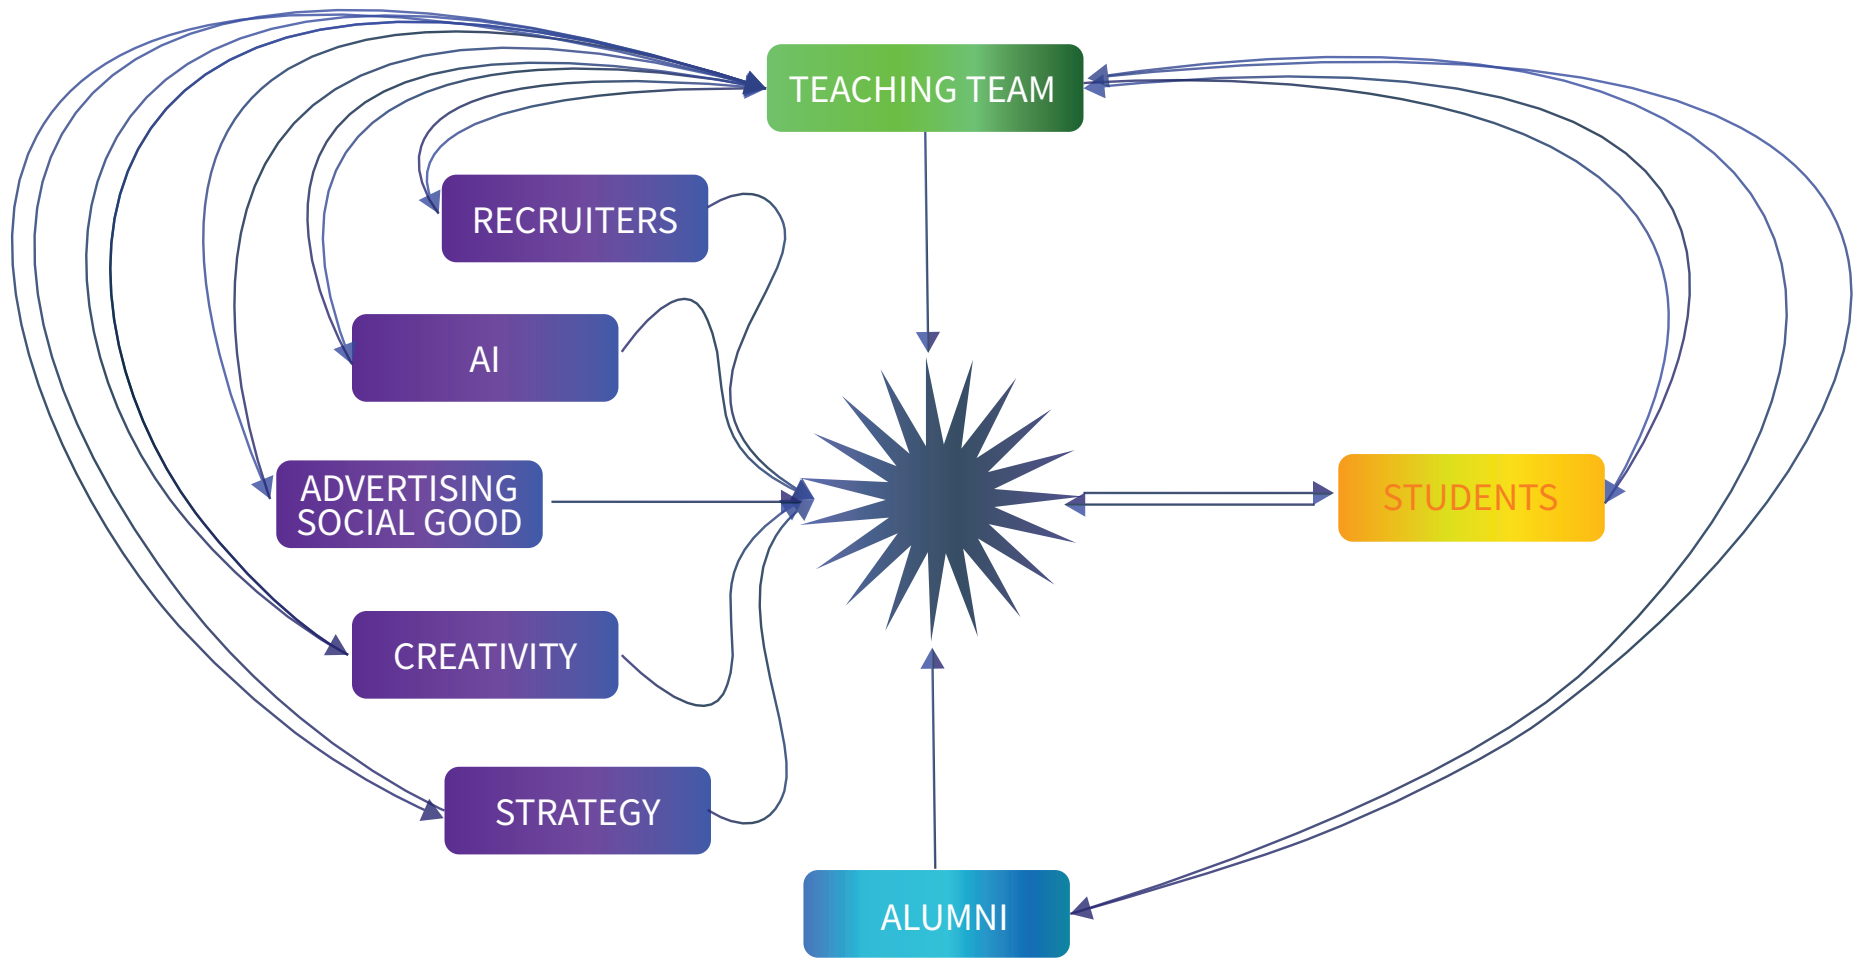 TEACHING TEAM
RECRUITERS
AI
ADVERTISING
SOCIAL GOOD
STUDENTS
CREATIVITY
STRATEGY
ALUMNI